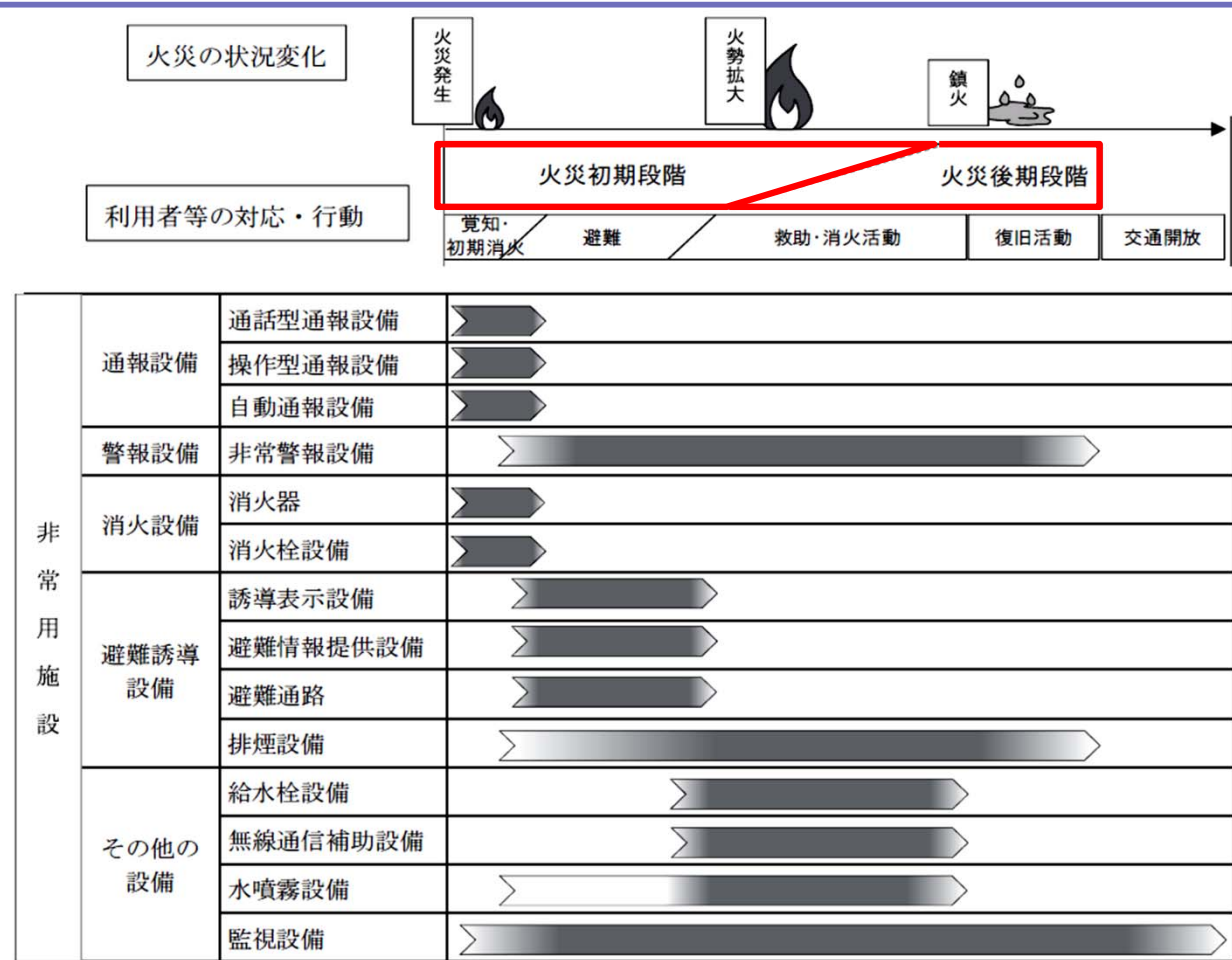 火災の状況変化
火災発生
火勢拡大
鎮火
火災初期段階
火災後期段階
利用者等の対応・行動
覚知・
初期消火
避難
救助・消火活動
復旧活動
交通開放
非常用施設
通報設備
通話型通報設備
操作型通報設備
自動通報設備
警報設備
非常警報設備
消火設備
消火器
消火栓設備
避難誘導
設備
誘導表示設備
避難情報提供設備
避難通路
排煙設備
その他の
設備
給水栓設備
無線通信補助設備
水噴霧設備
監視設備